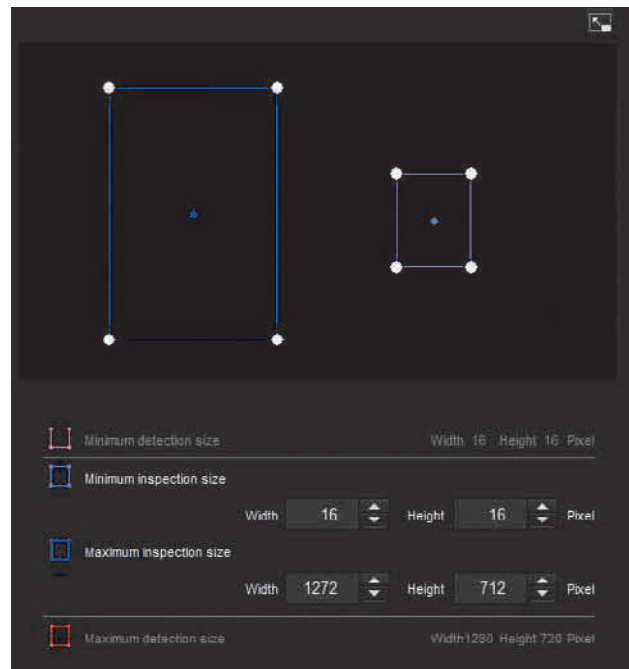 Minimum detection size Width 16 Height 16 Pixel
Minimum inspection size
Width 16 Height 16 Pixel
Maximum inspection size
Width 1272 Height 712 Pixel
Maximum detection size Width1280 Height 720 Pixel